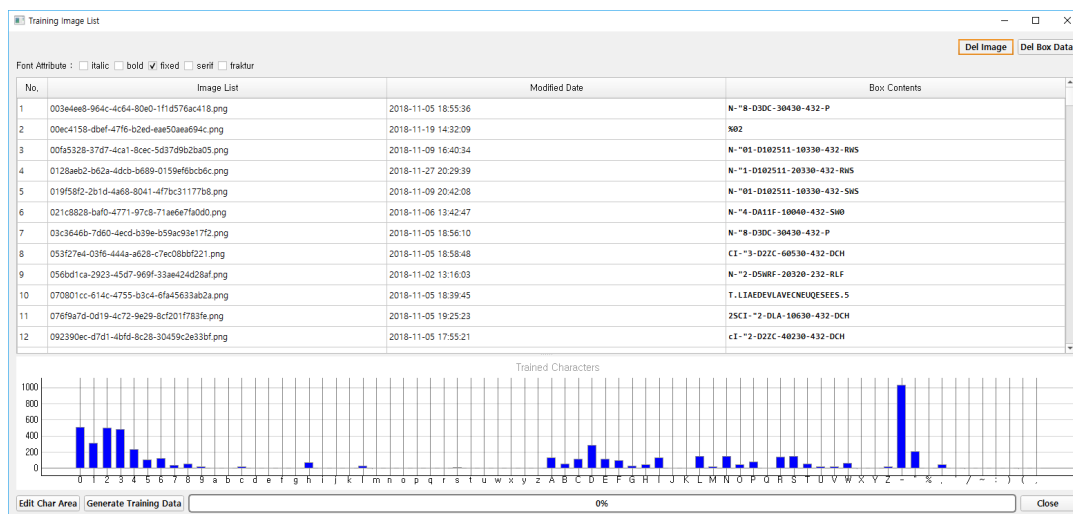 Training Image List
Del Image Del Box Data
Font Attribute : italic bold fixed serif fraktur
No, Image List Modified Date Box Contents
1 003e4ee8-964c-4c64-80e0-1f1d576ac418.png 2018-11-05 18:55:36 N-"8-D3DC-30430-432-P
2 00ec4158-dbef-47f6-b2ed-eae50aea694c.png 2018-11-19 14:32:09 %02
3 00fa5328-37d7-4ca1-8cec-5d37d9b2ba05.png 2018-11-09 16:40:34 N-"01-D102511-10330-432-RWS
4 0128aeb2-b62a-4dcb-b689-0159ef6bcb6c.png 2018-11-27 20:29:39 N-"1-D102511-20330-432-RWS
5 019f58f2-2b1d-4a68-8041-4f7bc31177b8.png 2018-11-09 20:42:08 N-"01-D102511-10330-432-SWS
6 021c8828-baf0-4771-97c8-71ae6e7fa0d0.png 2018-11-06 13:42:47 N-"4-DA11F-10040-432-SW0
7 03c3646b-7d60-4ecd-b39e-b59ac93e17f2.png 2018-11-05 18:56:10 N-"8-D3DC-30430-432-P
8 053f27e4-03f6-444a-a628-c7ec08bbf221.png 2018-11-05 18:58:48 CI-"3-D2ZC-60530-432-DCH
9 056bd1ca-2923-45d7-969f-33ae424d28af.png 2018-11-02 13:16:03 N-"2-D5WRF-20320-232-RLF
10 070801cc-614c-4755-b3c4-6fa45633ab2a.png 2018-11-05 18:39:45 T.LIAEDEVLAVECNEUQESEES.5
11 076f9a7d-0d19-4c72-9e29-8cf201f783fe.png 2018-11-05 19:25:23 25CI-"2-DLA-10630-432-DCH
12 092390ec-d7d1-4bfd-8c28-30459c2e33bf.png 2018-11-05 17:55:21 cI-"2-D2ZC-40230-432-DCH
Trained Characters
1000
800
600
400
200
0
0 1 2 3 4 5 6 7 8 9 a b c d e f g h i j k l m n o p q r s t u w x y z A B C D E F G H I J K L M N O P Q R S T U V W X Y Z - " % . ' / ~ : ) ( ,
Edit Char Area Generate Training Data 0% Close